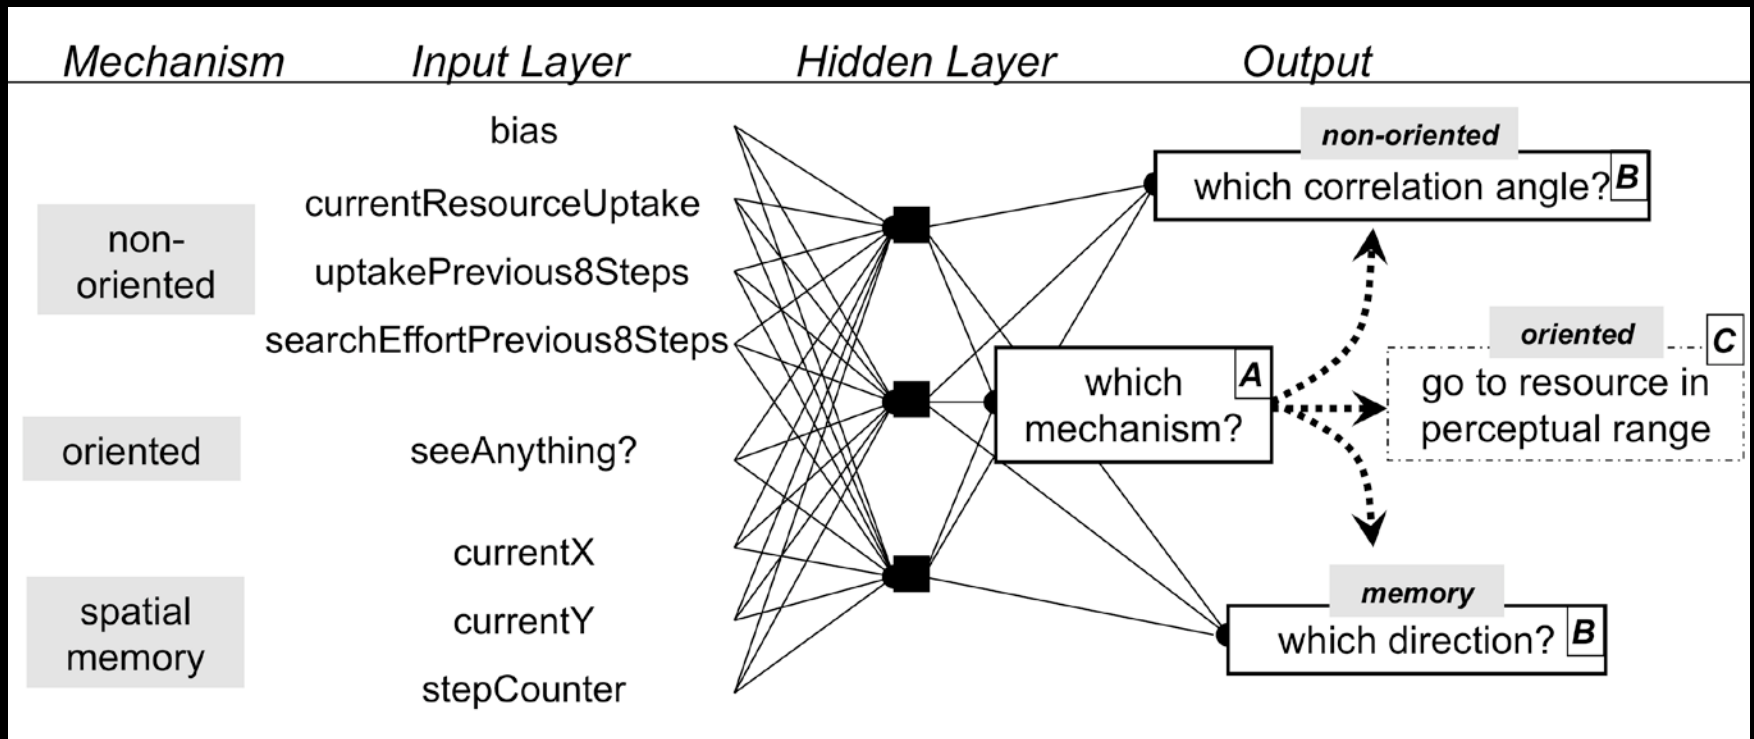 Mechanism Input Layer Hidden Layer Output
bias
non-oriented
which correlation angle? B
currentResourceUptake
non-
oriented
uptakePrevious8Steps
searchEffortPrevious8Steps
oriented C
which A
mechanism?
go to resource in
perceptual range
oriented
seeAnything?
currentX
spatial
memory
currentY
stepCounter
memory
which direction? B